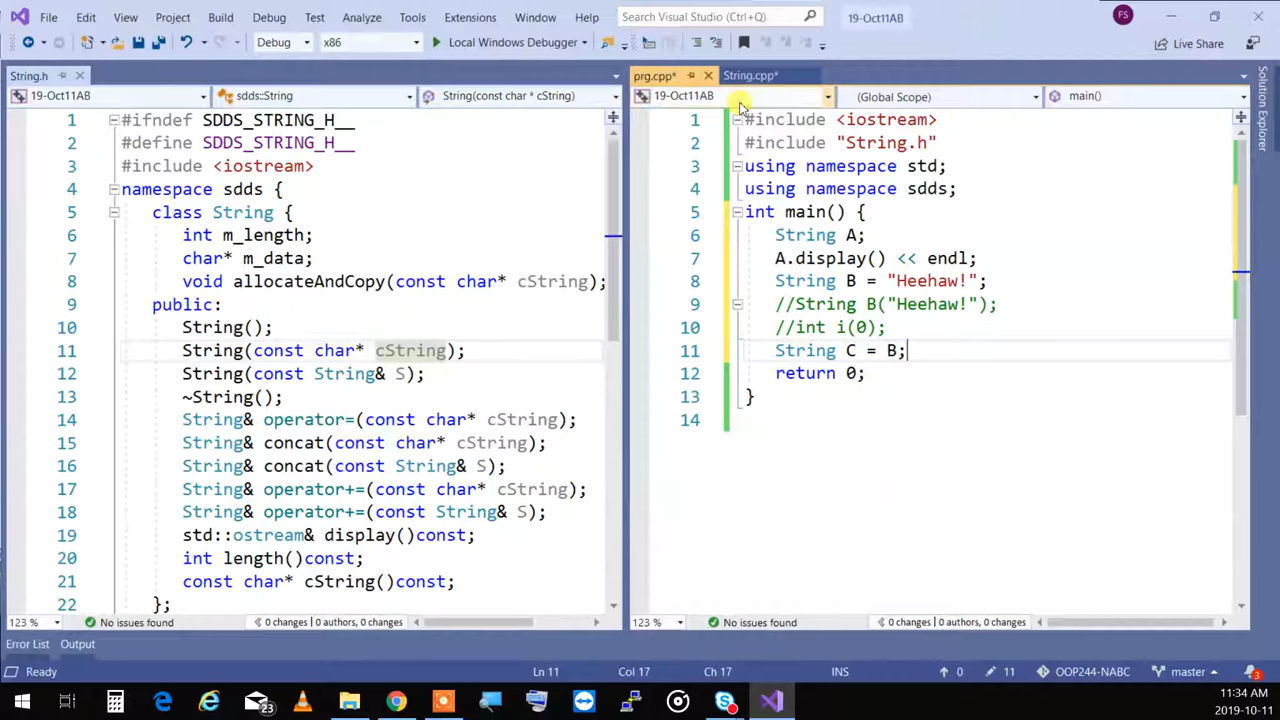 File Edit View Project Build Debug Test Analyze Tools Extensions Window Help Search Visual Studio (Ctrl+Q) 19-Oct11AB FS
Debug x86 Local Windows Debugger Live Share
String.h
19-Oct11AB sdds::String String(const char * cString)
1 #ifndef SDDS_STRING_H__
2 #define SDDS_STRING_H__
3 #include <iostream>
4 namespace sdds {
5 class String {
6 int m_length;
7 char* m_data;
8 void allocateAndCopy(const char* cString);
9 public:
10 String();
11 String(const char* cString);
12 String(const String& S);
13 ~String();
14 String& operator=(const char* cString);
15 String& concat(const char* cString);
16 String& concat(const String& S);
17 String& operator+=(const char* cString);
18 String& operator+=(const String& S);
19 std::ostream& display()const;
20 int length()const;
21 const char* cString()const;
22 };
123 % No issues found 0 changes | 0 authors, 0 changes
prg.cpp* String.cpp*
19-Oct11AB (Global Scope) main()
1 #include <iostream>
2 #include "String.h"
3 using namespace std;
4 using namespace sdds;
5 int main() {
6 String A;
7 A.display() << endl;
8 String B = "Heehaw!";
9 //String B("Heehaw!");
10 //int i(0);
11 String C = B;
12 return 0;
13 }
14
123 % No issues found 0 changes | 0 authors, 0 changes
Solution Explorer
Error List Output
Ready Ln 11 Col 17 Ch 17 INS 0 11 OOP244-NABC master 3
23
11:34 AM
2019-10-11